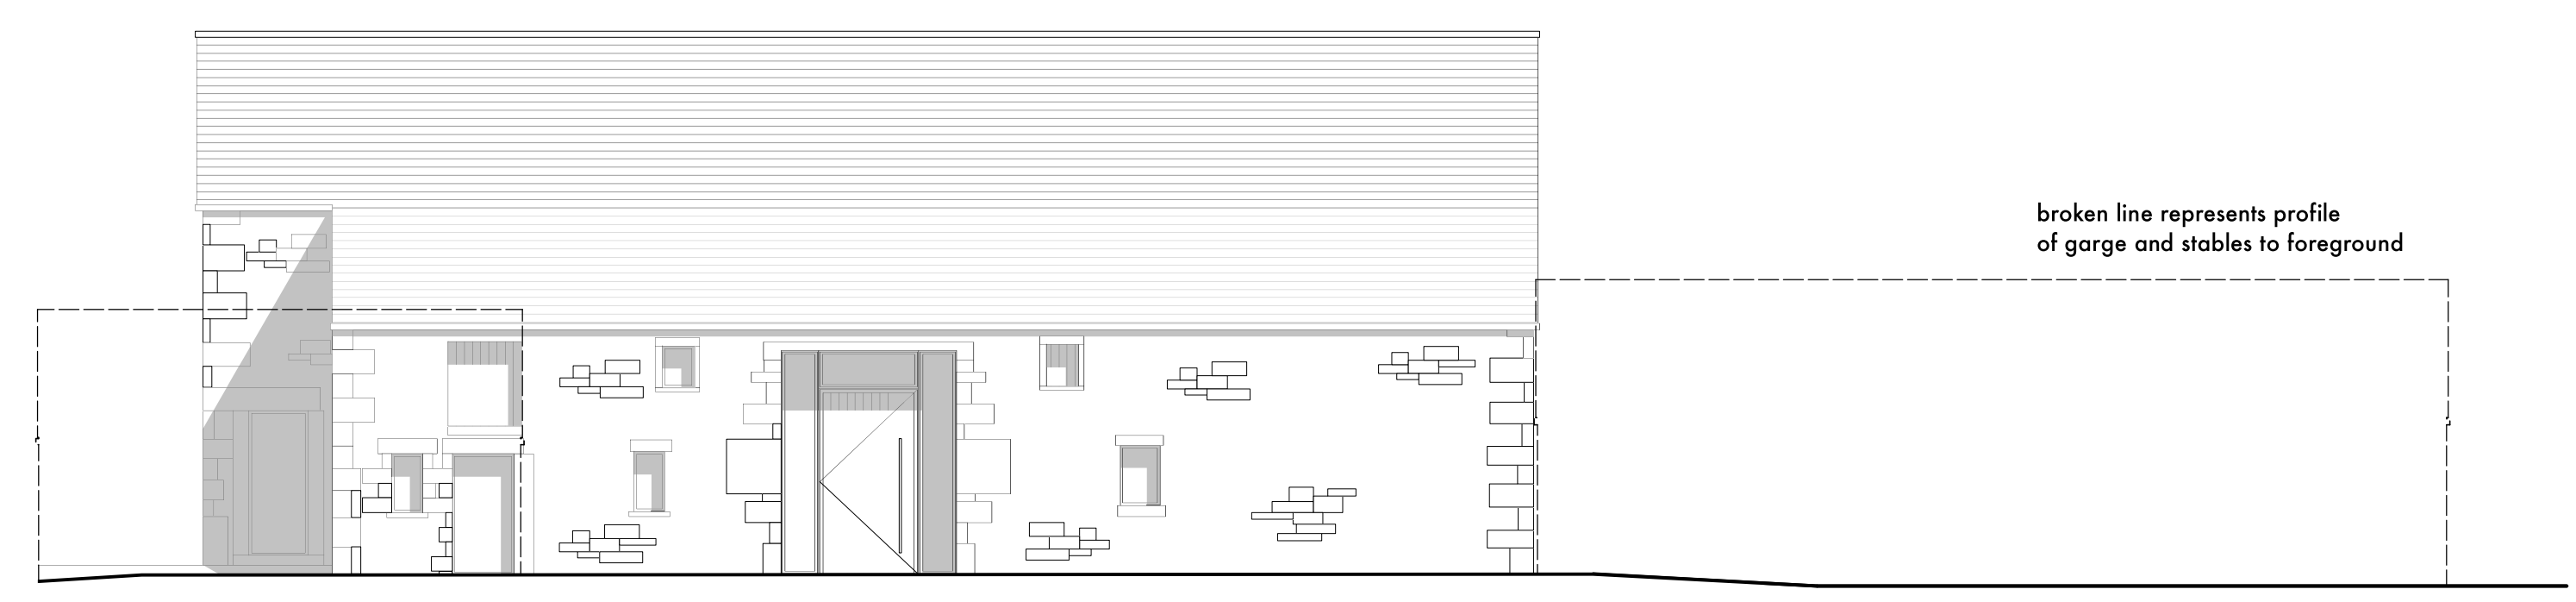 broken line represents profile
of garge and stables to foreground